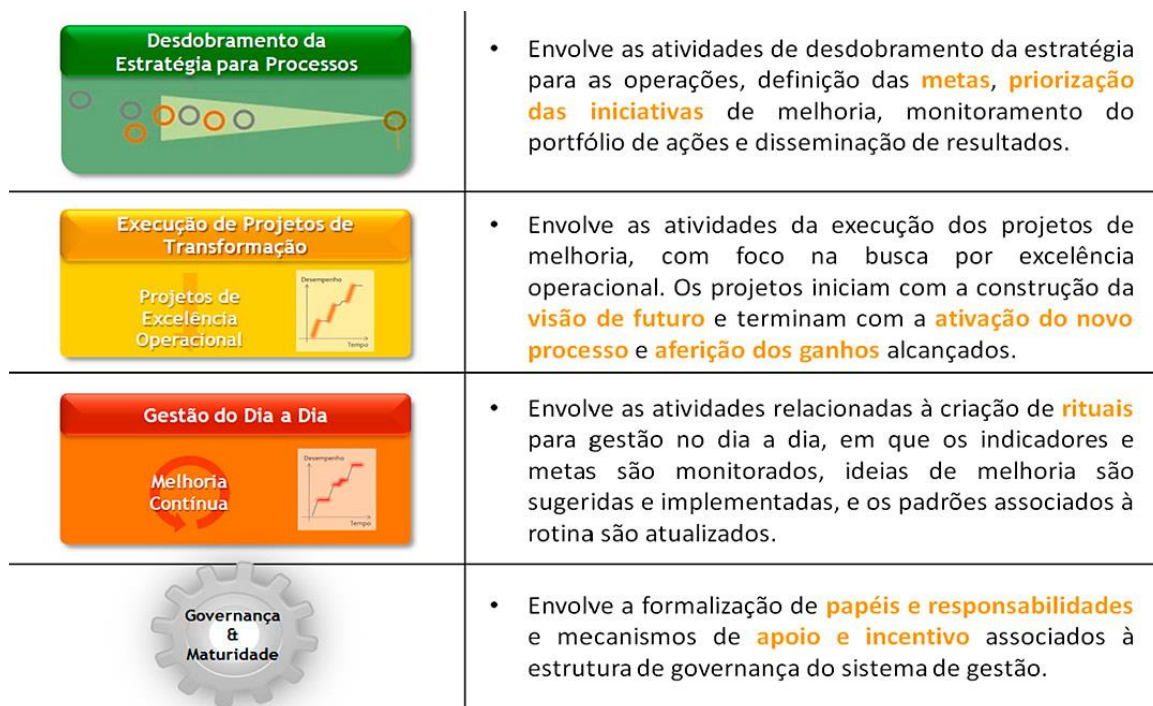 Desdobramento da
Estratégia para Processos
• Envolve as atividades de desdobramento da estratégia
para as operações, definição das metas, priorização
das iniciativas de melhoria, monitoramento do
portfólio de ações e disseminação de resultados.
Execução de Projetos de
Transformação
Projetos de
Excelência
Operacional
Desempenho
Tempo
• Envolve as atividades da execução dos projetos de
melhoria, com foco na busca por excelência
operacional. Os projetos iniciam com a construção da
visão de futuro e terminam com a ativação do novo
processo e aferição dos ganhos alcançados.
Gestão do Dia a Dia
Melhoria
Contínua
Desempenho
Tempo
• Envolve as atividades relacionadas à criação de rituais
para gestão no dia a dia, em que os indicadores e
metas são monitorados, ideias de melhoria são
sugeridas e implementadas, e os padrões associados à
rotina são atualizados.
Governança
&
Maturidade
• Envolve a formalização de papéis e responsabilidades
e mecanismos de apoio e incentivo associados à
estrutura de governança do sistema de gestão.